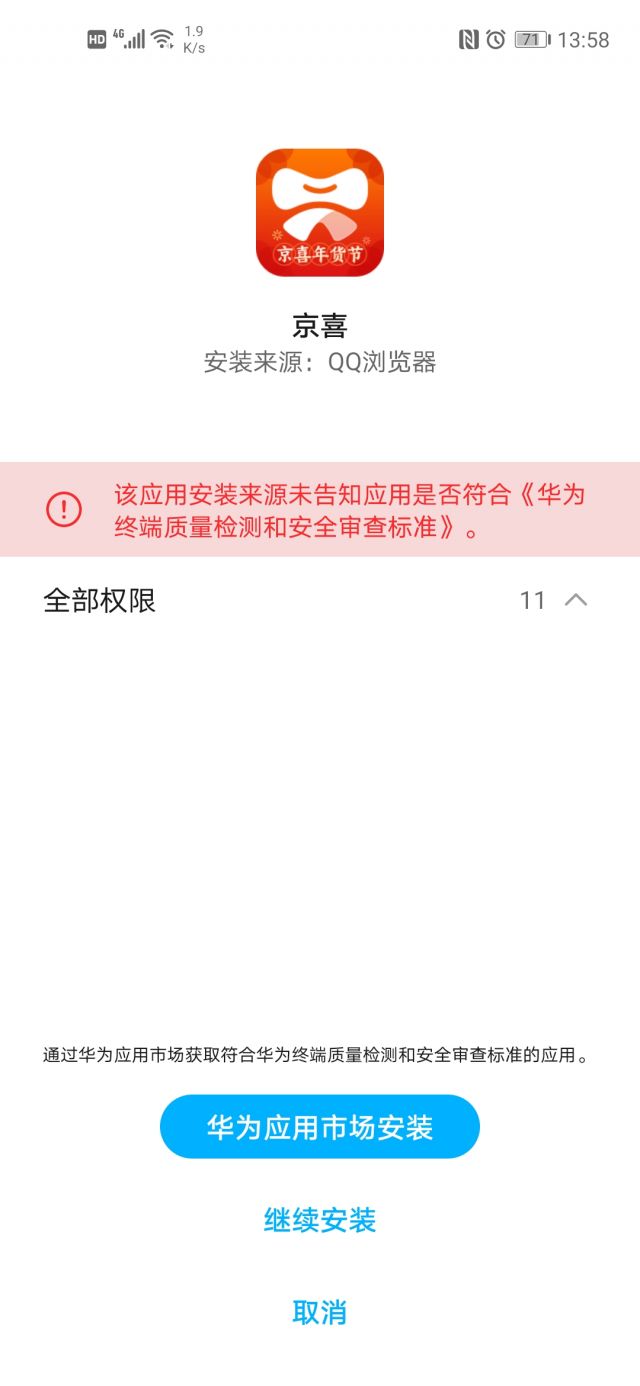 HD 4G 1.9 K/s 71 13:58
京喜年货节
京喜
安装来源：QQ浏览器
该应用安装来源未告知应用是否符合《华为
终端质量检测和安全审查标准》。
全部权限 11
通过华为应用市场获取符合华为终端质量检测和安全审查标准的应用。
华为应用市场安装
继续安装
取消